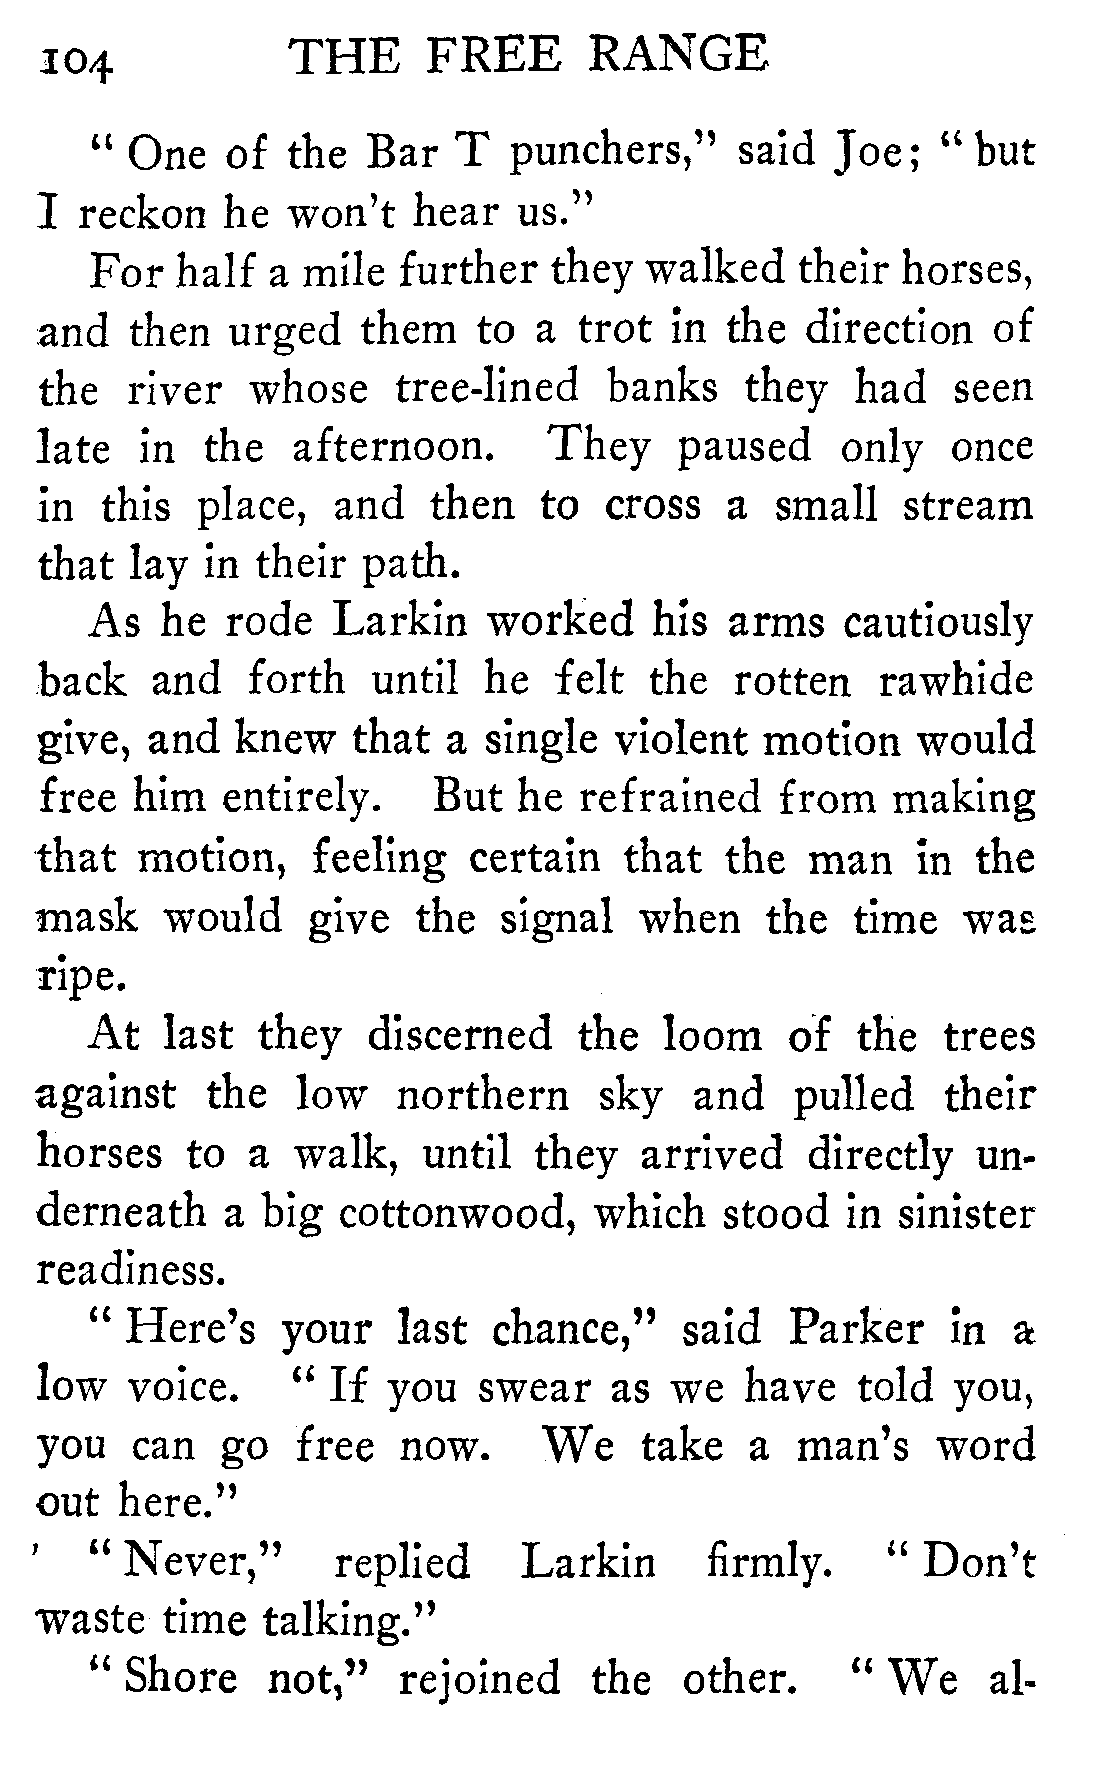 104 THE FREE RANGE
" One of the Bar T punchers," said Joe; " but
I reckon he won't hear us."
For half a mile further they walked their horses,
and then urged them to a trot in the direction of
the river whose tree-lined banks they had seen
late in the afternoon. They paused only once
in this place, and then to cross a small stream
that lay in their path.
As he rode Larkin worked his arms cautiously
back and forth until he felt the rotten rawhide
give, and knew that a single violent motion would
free him entirely. But he refrained from making
that motion, feeling certain that the man in the
mask would give the signal when the time was
ripe.
At last they discerned the loom of the trees
against the low northern sky and pulled their
horses to a walk, until they arrived directly un-
derneath a big cottonwood, which stood in sinister
readiness.
" Here's your last chance," said Parker in a
low voice. " If you swear as we have told you,
you can go free now. We take a man's word
out here."
" Never," replied Larkin firmly. " Don't
waste time talking."
" Shore not," rejoined the other. " We al-